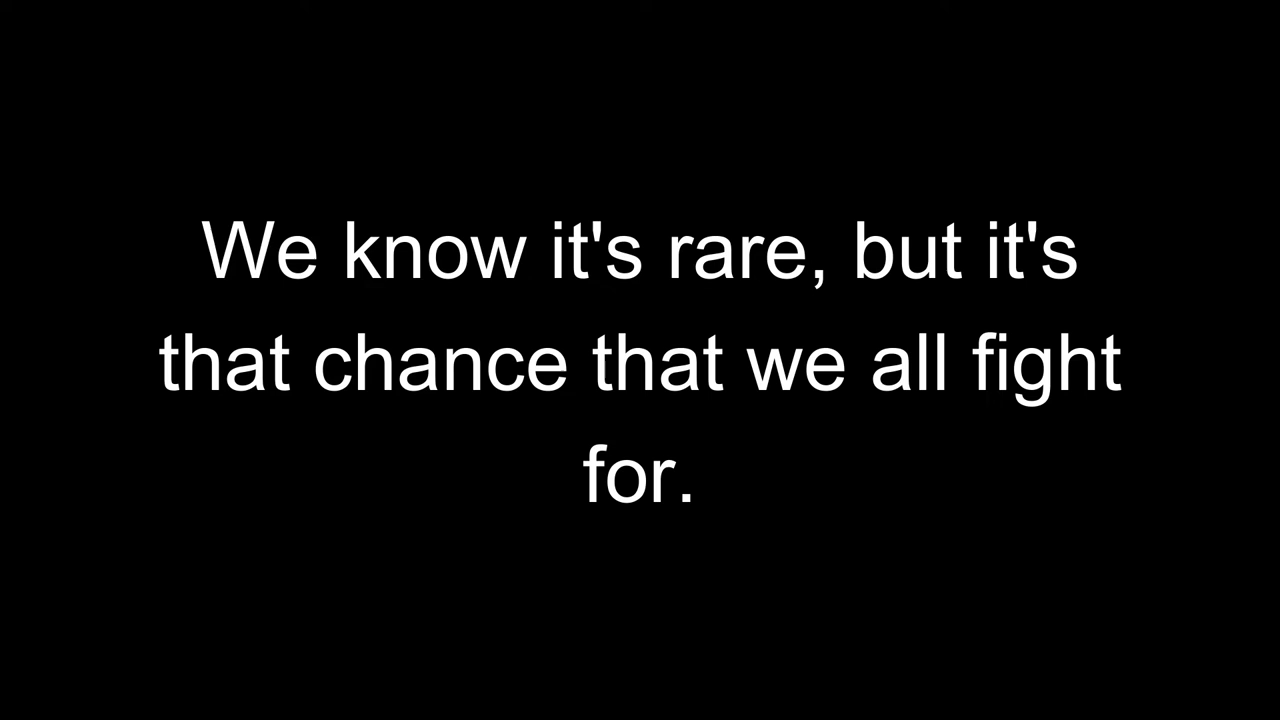 We know it's rare, but it's
that chance that we all fight
for.